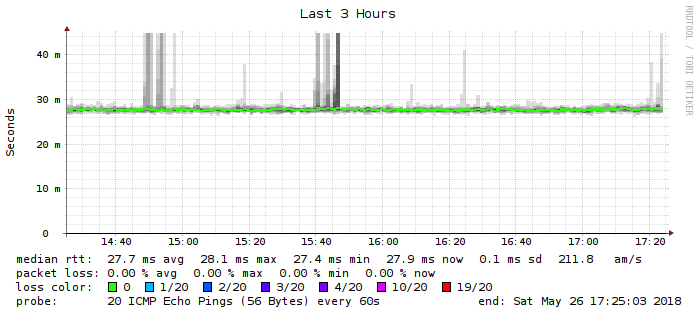 Last 3 Hours
RRDTOOL / TOBI OETIKER
Seconds
40 m
30 m
20 m
10 m
0
14:40 15:00 15:20 15:40 16:00 16:20 16:40 17:00 17:20
median rtt: 27.7 ms avg 28.1 ms max 27.4 ms min 27.9 ms now 0.1 ms sd 211.8 am/s
packet loss: 0.00 % avg 0.00 % max 0.00 % min 0.00 % now
loss color: 0 1/20 2/20 3/20 4/20 10/20 19/20
probe: 20 ICMP Echo Pings (56 Bytes) every 60s end: Sat May 26 17:25:03 2018